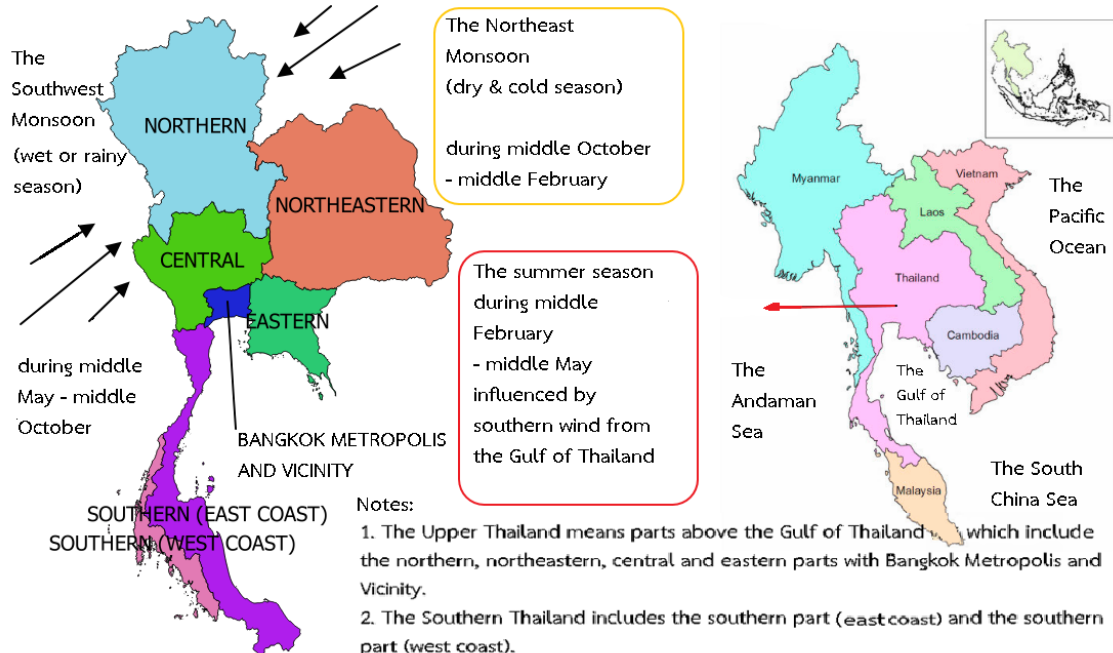 The
Southwest
Monsoon
(wet or rainy
season)
NORTHERN
NORTHEASTERN
CENTRAL
EASTERN
during middle
May - middle
October
BANGKOK METROPOLIS
AND VICINITY
SOUTHERN (EAST COAST)
SOUTHERN (WEST COAST)
The Northeast
Monsoon
(dry & cold season)
during middle October
- middle February
The summer season
during middle
February
- middle May
influenced by
southern wind from
the Gulf of Thailand
Myanmar
Vietnam
Laos
Thailand
Cambodia
Malaysia
The
Pacific
Ocean
The
Andaman
Sea
The
Gulf of
Thailand
The South
China Sea
Notes:
1. The Upper Thailand means parts above the Gulf of Thailand which include
the northern, northeastern, central and eastern parts with Bangkok Metropolis and
Vicinity.
2. The Southern Thailand includes the southern part (east coast) and the southern
part (west coast).